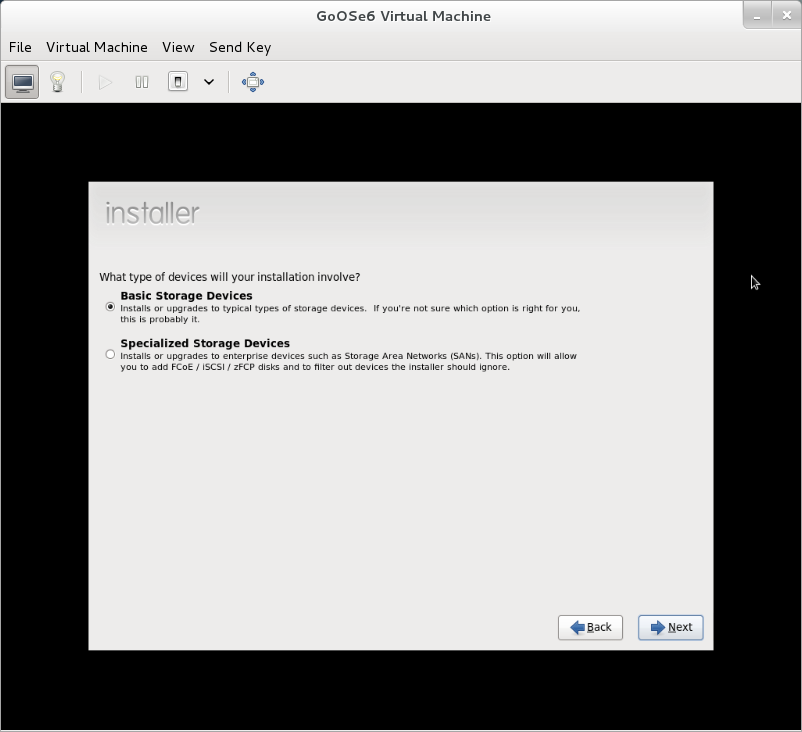 GoOSe6 Virtual Machine
File Virtual Machine View Send Key
installer
What type of devices will your installation involve?
Basic Storage Devices
Installs or upgrades to typical types of storage devices.  If you're not sure which option is right for you,
this is probably it.
Specialized Storage Devices
Installs or upgrades to enterprise devices such as Storage Area Networks (SANs). This option will allow
you to add FCoE / iSCSI / zFCP disks and to filter out devices the installer should ignore.
Back Next